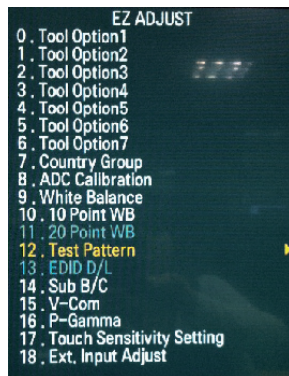 EZ ADJUST
0 . Tool Option1
1 . Tool Option2
2 . Tool Option3
3 . Tool Option4
4 . Tool Option5
5 . Tool Option6
6 . Tool Option7
7 . Country Group
8 . ADC Calibration
9 . White Balance
10 . 10 Point WB
11 . 20 Point WB
12 . Test Pattern
13 . EDID D/L
14 . Sub B/C
15 . V-Com
16 . P-Gamma
17 . Touch Sensitivity Setting
18 . Ext. Input Adjust